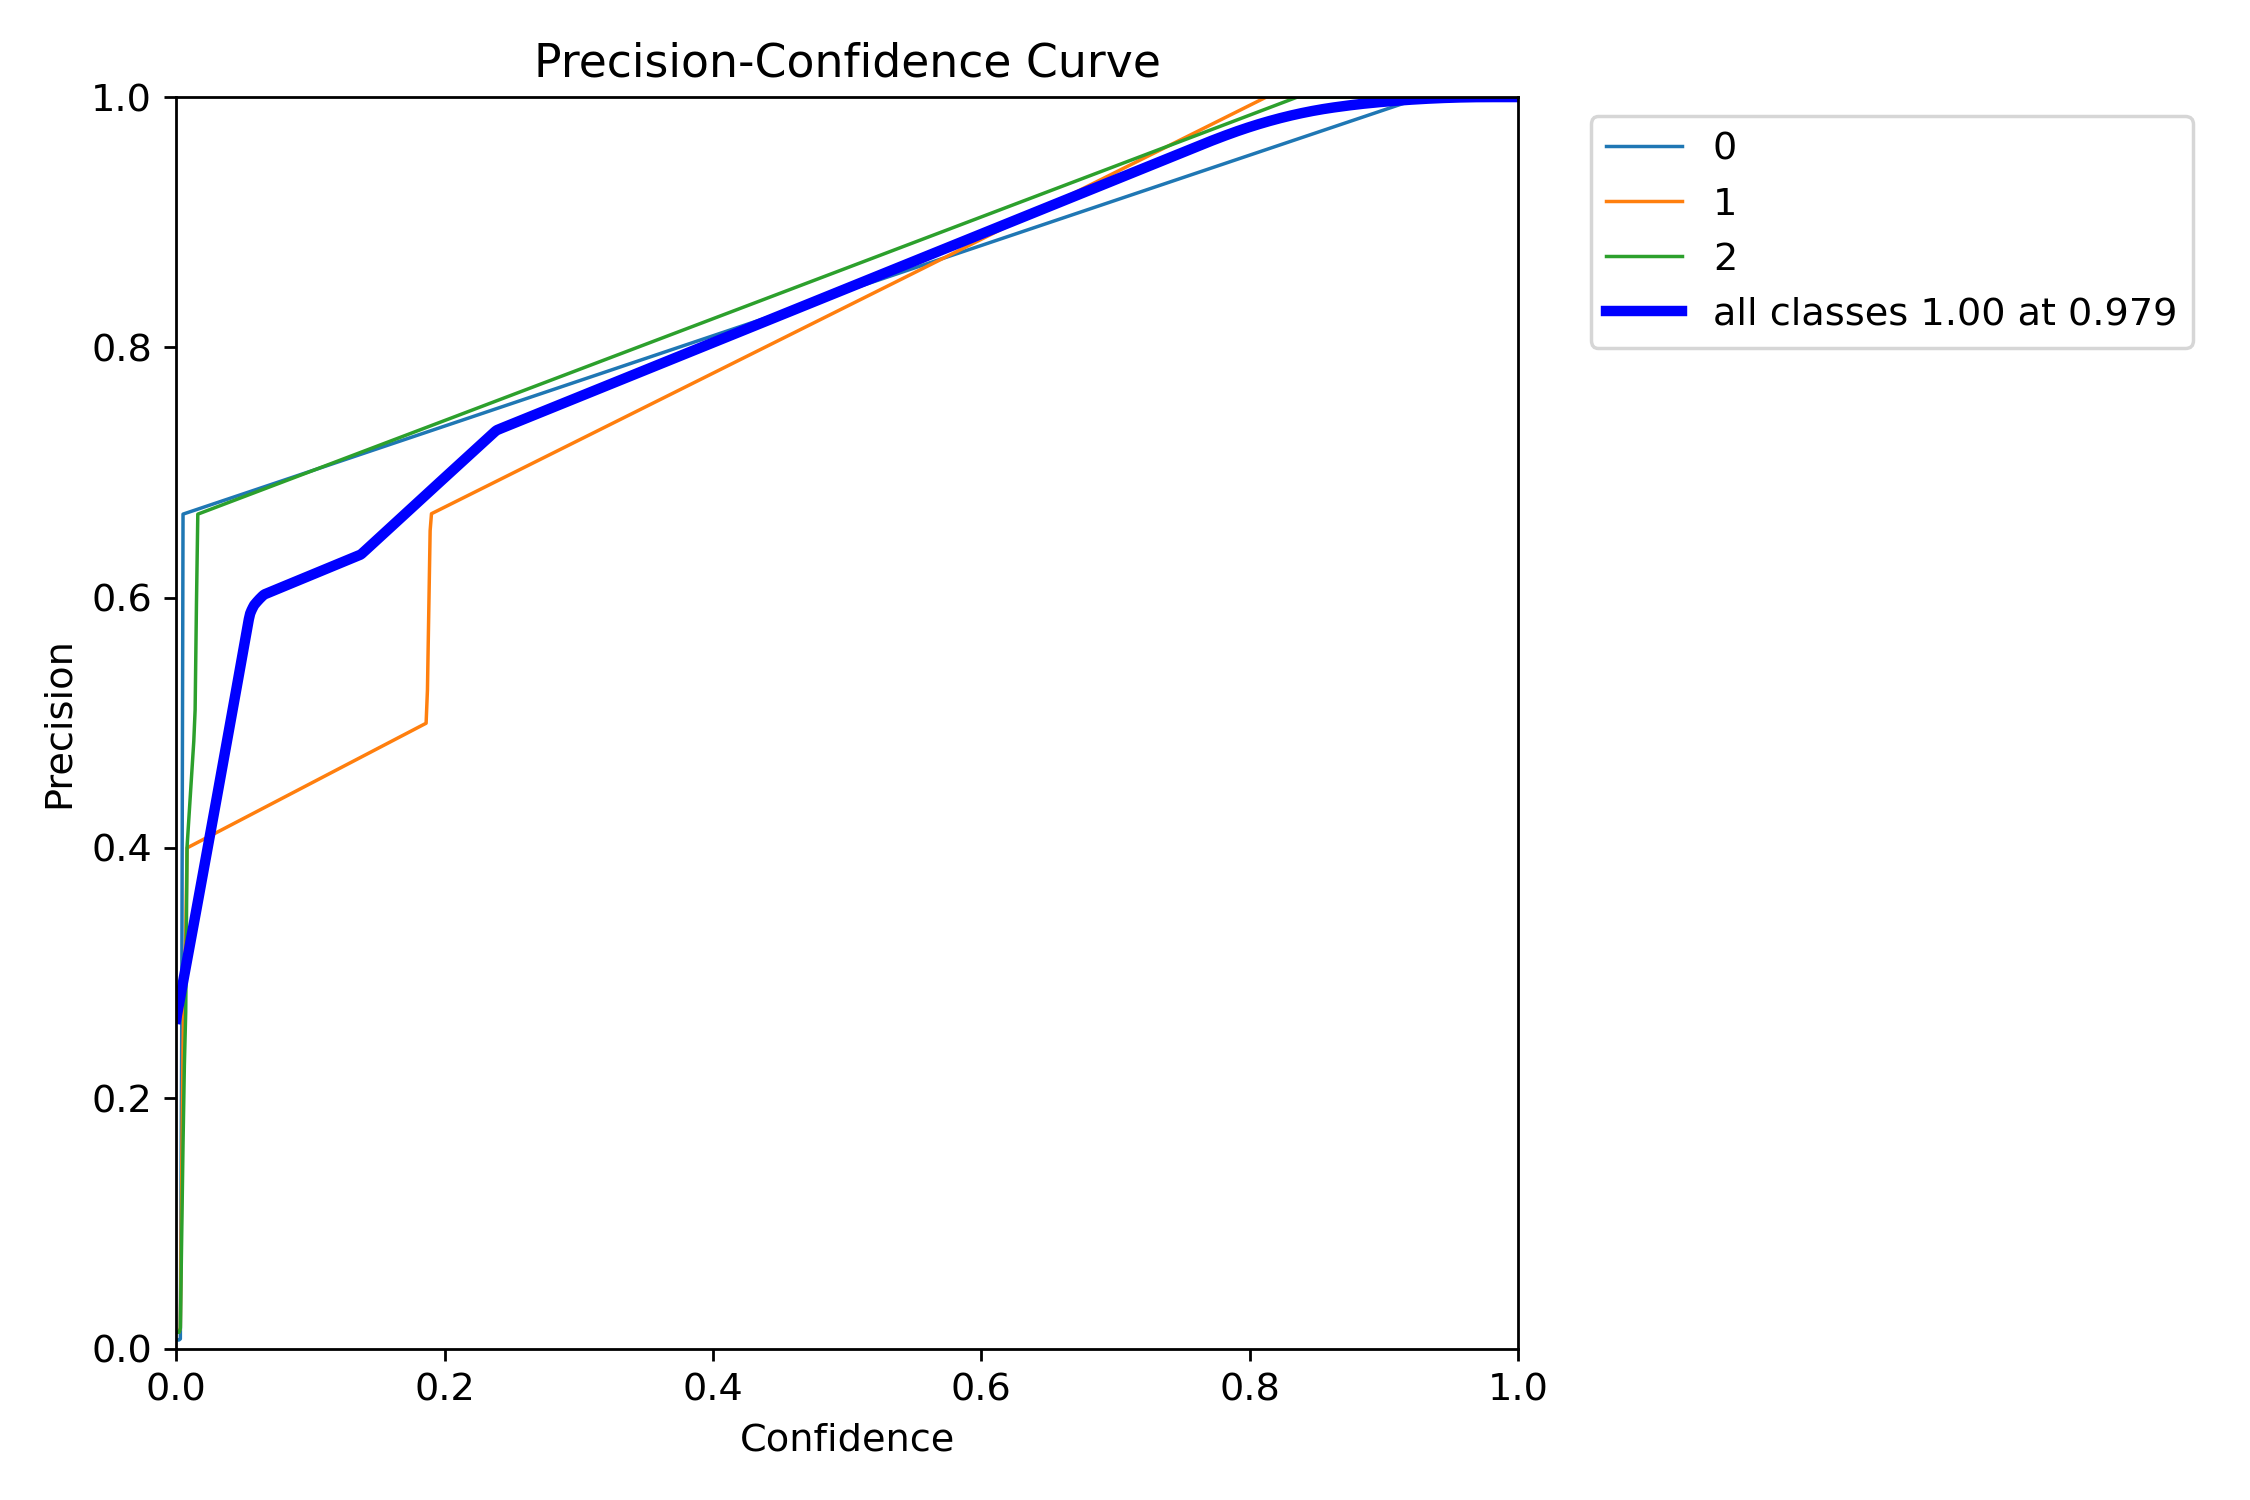 Precision-Confidence Curve
1.0
0.8
0.6
0.4
0.2
0.0
Precision
0.0 0.2 0.4 0.6 0.8 1.0
Confidence
0
1
2
all classes 1.00 at 0.979